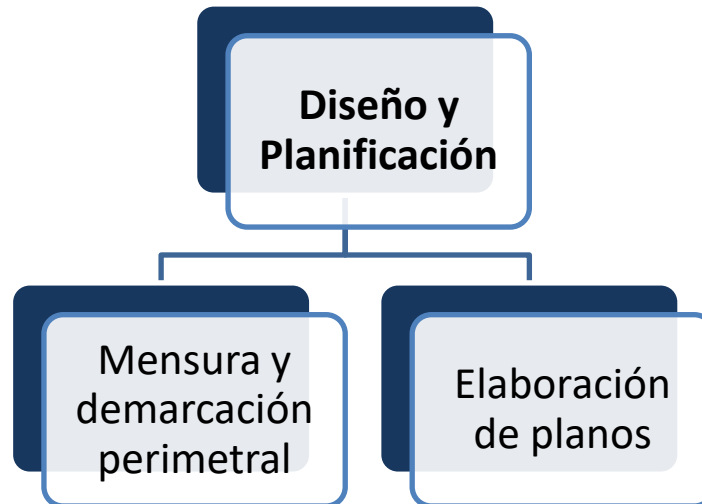 Diseño y
Planificación
Mensura y
demarcación
perimetral
Elaboración
de planos